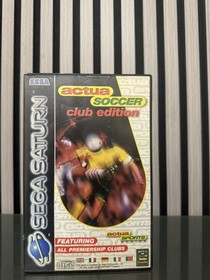 SEGA
SEGA SATURN
actua
SOCCER
club edition
actua
SPORTS
FEATURING
ALL PREMIERSHIP CLUBS